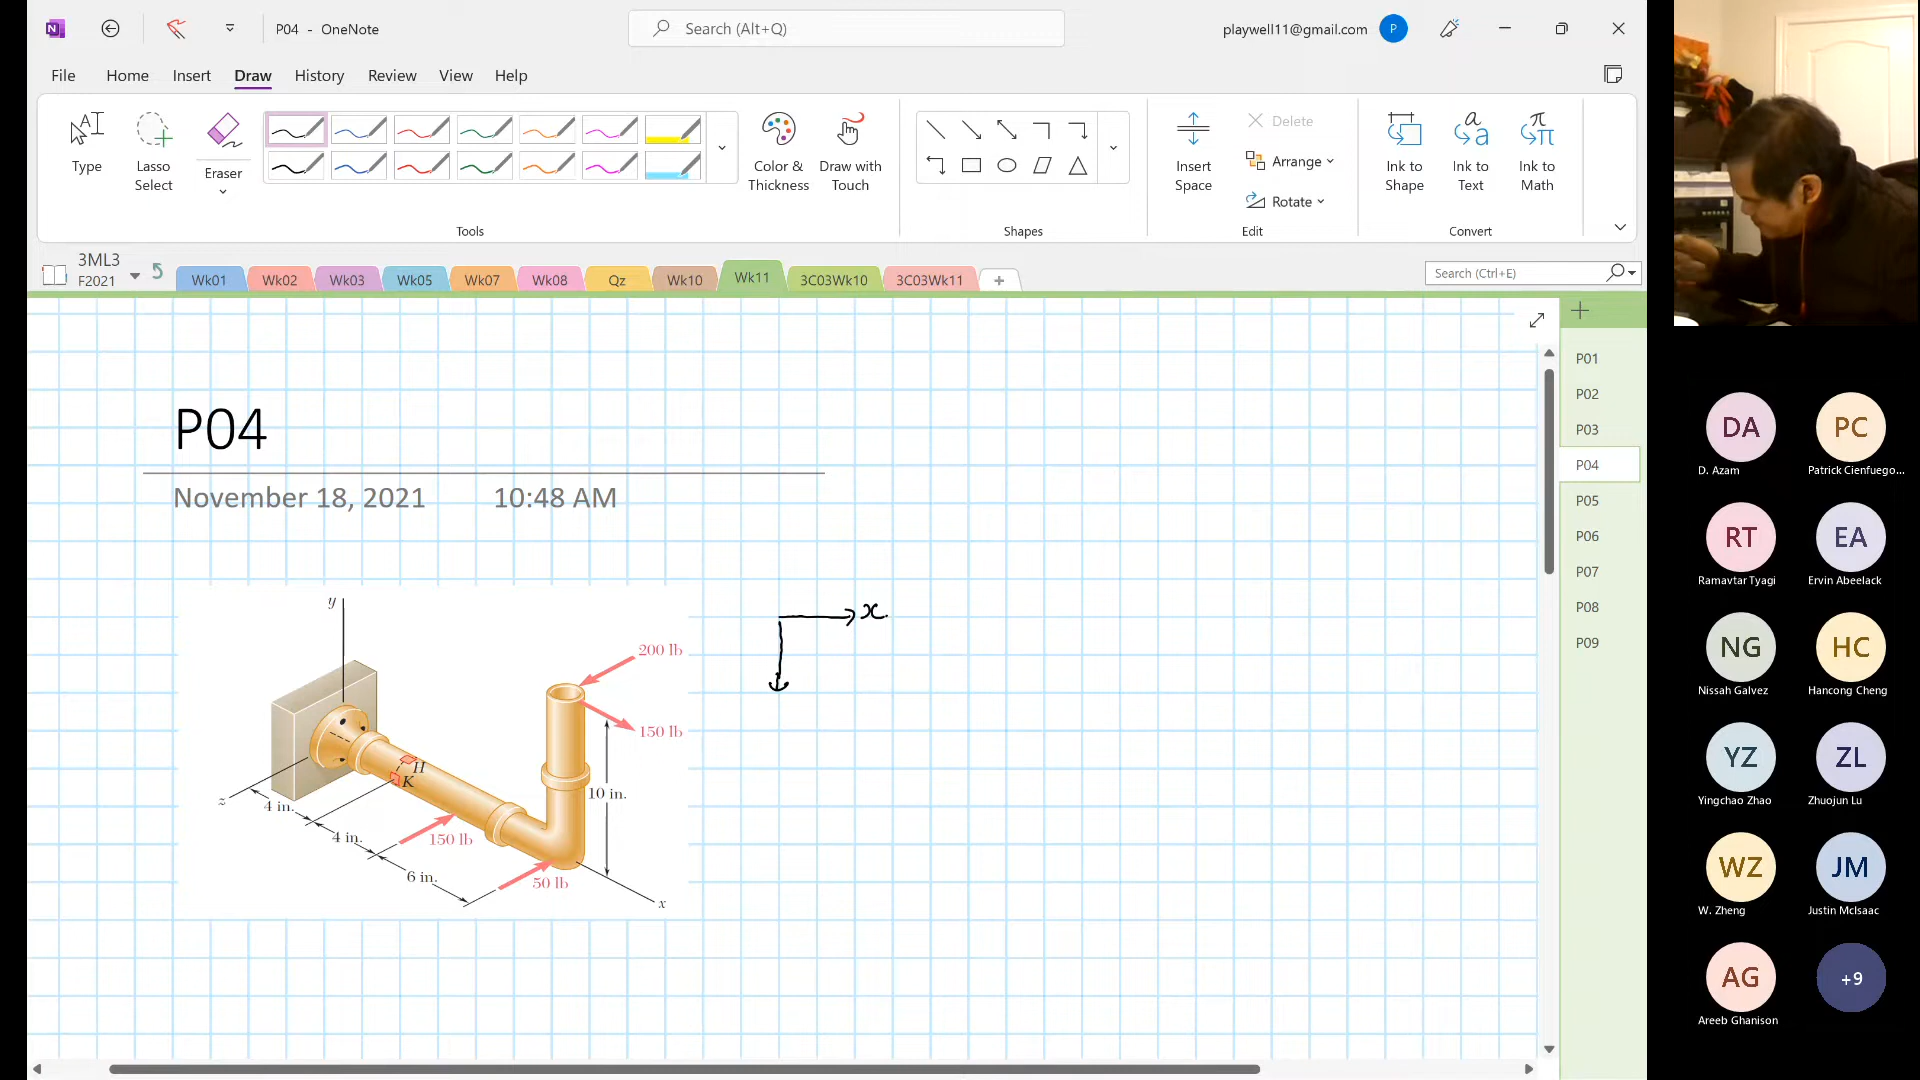 P04 - OneNote
Search (Alt+Q)
playwell11@gmail.com
P
File Home Insert Draw History Review View Help
Type
Lasso Select
Eraser
Color & Thickness
Draw with Touch
Tools
Shapes
Insert Space
Delete
Arrange
Rotate
Edit
Ink to Shape
Ink to Text
Ink to Math
Convert
3ML3
F2021
Wk01 Wk02 Wk03 Wk05 Wk07 Wk08 Qz Wk10 Wk11 3C03Wk10 3C03Wk11
Search (Ctrl+E)
P04
November 18, 2021 10:48 AM
y
200 lb
150 lb
H
K
10 in.
z
4 in.
4 in.
150 lb
6 in.
50 lb
x
x
P01
P02
P03
P04
P05
P06
P07
P08
P09
DA PC
D. Azam Patrick Cienfuego...
RT EA
Ramavtar Tyagi Ervin Abeelack
NG HC
Nissah Galvez Hancong Cheng
YZ ZL
Yingchao Zhao Zhuojun Lu
WZ JM
W. Zheng Justin McIsaac
AG +9
Areeb Ghanison